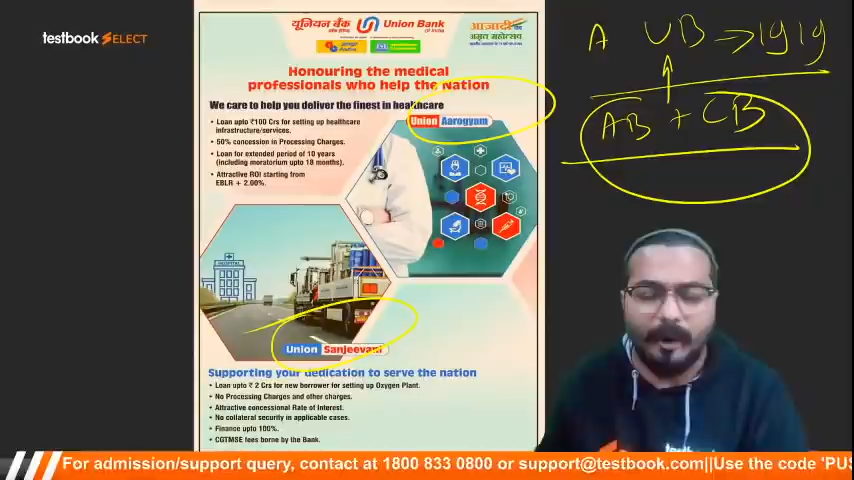 testbook SELECT
यूनियन बैंक Union Bank
of India
आज़ादी का
अमृत महोत्सव
Honouring the medical
professionals who help the Nation
We care to help you deliver the finest in healthcare
• Loan upto ₹100 Crs for setting up healthcare
infrastructure/services.
• 50% concession in Processing Charges.
• Loan for extended period of 10 years
(including moratorium upto 18 months).
• Attractive ROI starting from
EBLR + 2.00%.
Union Aarogyam
HOSPITAL
Union Sanjeevani
Supporting your dedication to serve the nation
• Loan upto ₹ 2 Crs for new borrower for setting up Oxygen Plant.
• No Processing Charges and other charges.
• Attractive concessional Rate of Interest.
• No collateral security in applicable cases.
• Finance upto 100%.
• CGTMSE fees borne by the Bank.
A UB → 1919
AB + CB
For admission/support query, contact at 1800 833 0800 or support@testbook.com||Use the code 'PUS